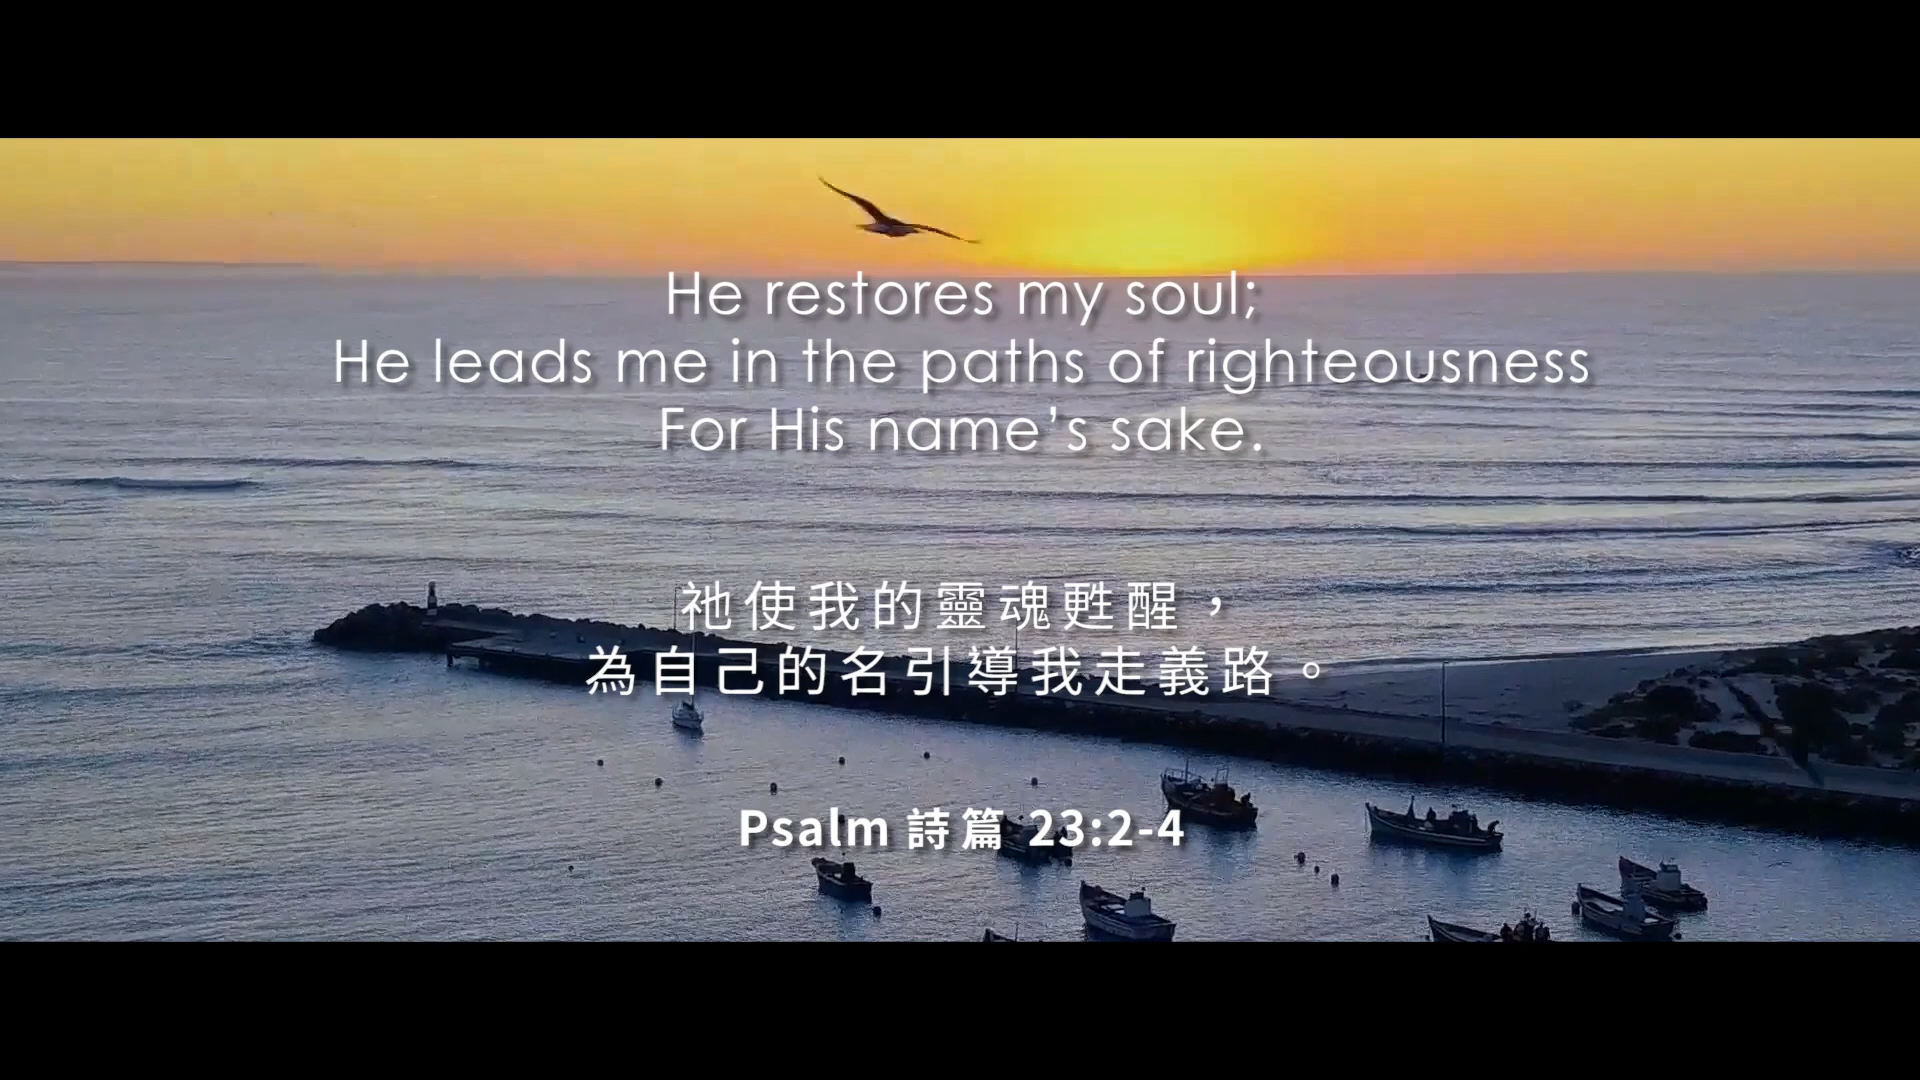 He restores my soul;
He leads me in the paths of righteousness
For His name’s sake.
祂使我的靈魂甦醒，
為自己的名引導我走義路。
Psalm 詩篇 23:2-4